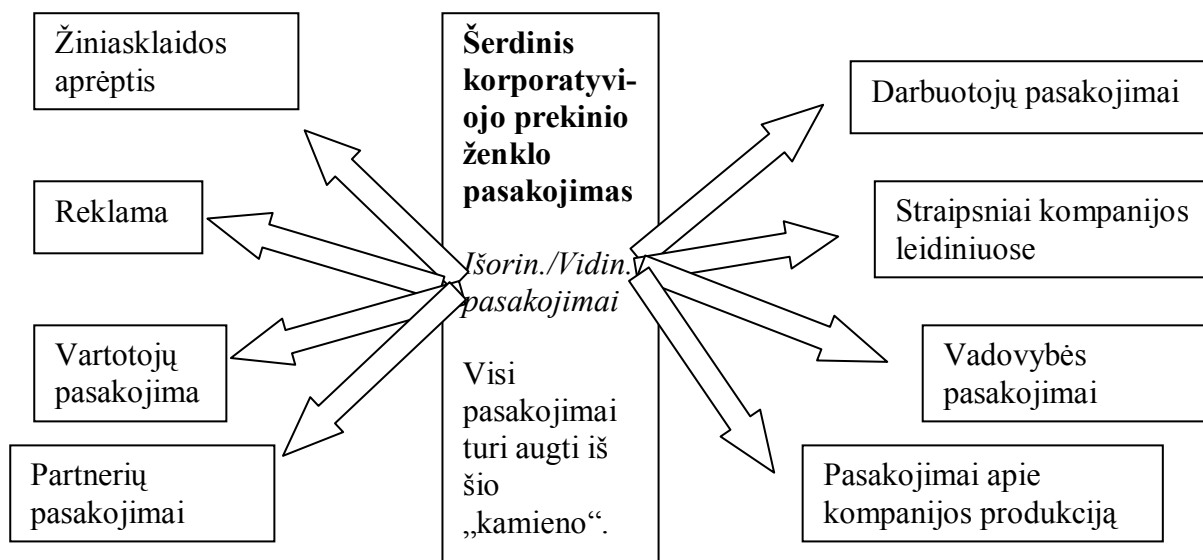 Žiniasklaidos
aprėptis
Reklama
Vartotojų
pasakojima
Partnerių
pasakojimai
Šerdinis
korporatyvi-
ojo prekinio
ženklo
pasakojimas
Išorin./Vidin.
pasakojimai
Visi
pasakojimai
turi augti iš
šio
„kamieno“.
Darbuotojų pasakojimai
Straipsniai kompanijos
leidiniuose
Vadovybės
pasakojimai
Pasakojimai apie
kompanijos produkciją